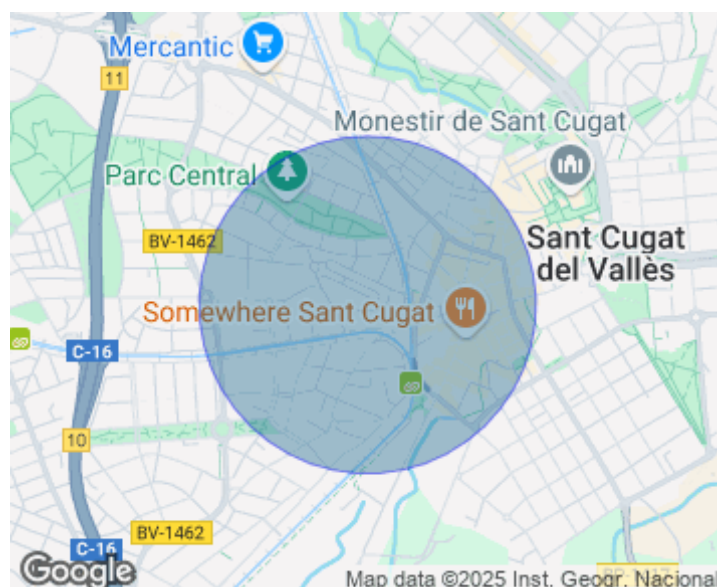 Mercantic
11
Monestir de Sant Cugat
Parc Central
BV-1462
Sant Cugat
del Vallès
Somewhere Sant Cugat
C-16
10
BV-1462
C-16
Google
Map data ©2025 Inst. Geogr. Nacional